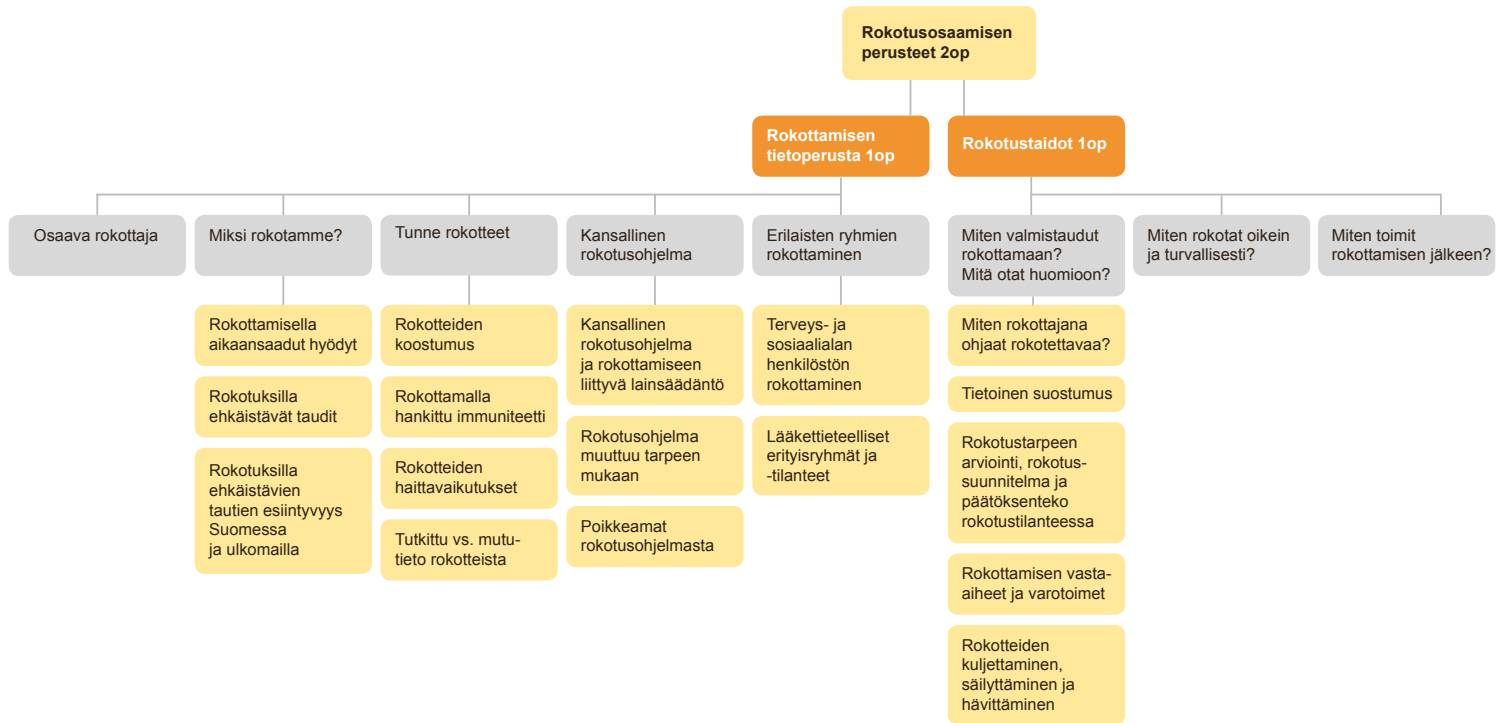 Rokotusosaamisen
perusteet 2op
Rokottamisen
tietoperusta 1op
Rokotustaidot 1op
Osaava rokottaja
Miksi rokotamme?
Tunne rokotteet
Kansallinen
rokotusohjelma
Erilaisten ryhmien
rokottaminen
Miten valmistaudut
rokottamaan?
Mitä otat huomioon?
Miten rokotat oikein
ja turvallisesti?
Miten toimit
rokottamisen jälkeen?
Rokottamisella
aikaansaadut hyödyt
Rokotuksilla
ehkäistävät taudit
Rokotuksilla
ehkäistävien
tautien esiintyvyys
Suomessa
ja ulkomailla
Rokotteiden
koostumus
Rokottamalla
hankittu immuniteetti
Rokotteiden
haittavaikutukset
Tutkittu vs. mutu-
tieto rokotteista
Kansallinen
rokotusohjelma
ja rokottamiseen
liittyvä lainsäädäntö
Rokotusohjelma
muuttuu tarpeen
mukaan
Poikkeamat
rokotusohjelmasta
Terveys- ja
sosiaalialan
henkilöstön
rokottaminen
Lääkettieteelliset
erityisryhmät ja
-tilanteet
Miten rokottajana
ohjaat rokotettavaa?
Tietoinen suostumus
Rokotustarpeen
arviointi, rokotus-
suunnitelma ja
päätöksenteko
rokotustilanteessa
Rokottamisen vasta-
aiheet ja varotoimet
Rokotteiden
kuljettaminen,
säilyttäminen ja
hävittäminen